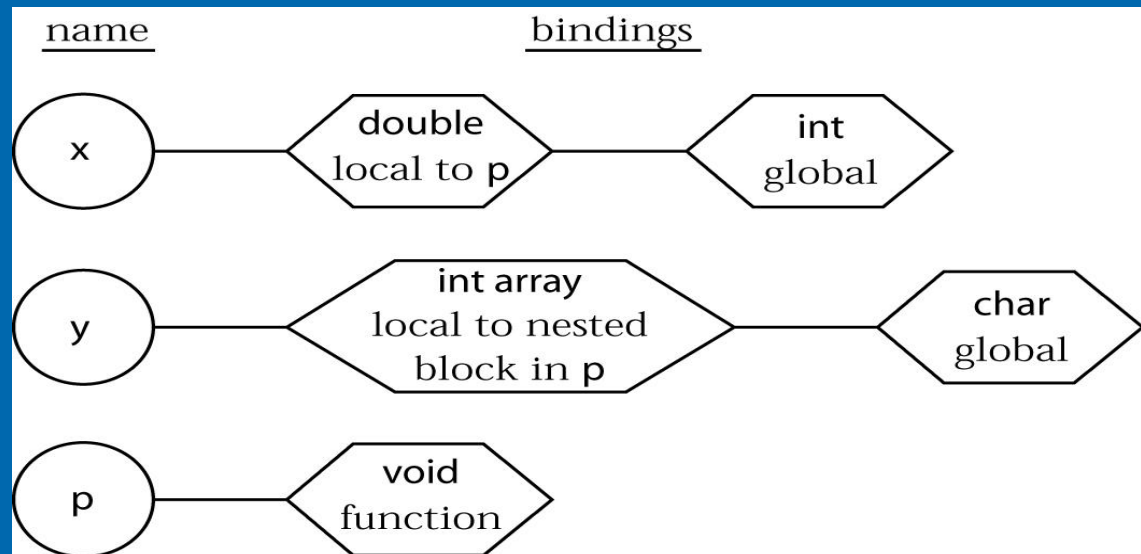 name
bindings
x
double
local to p
int
global
y
int array
local to nested
block in p
char
global
p
void
function